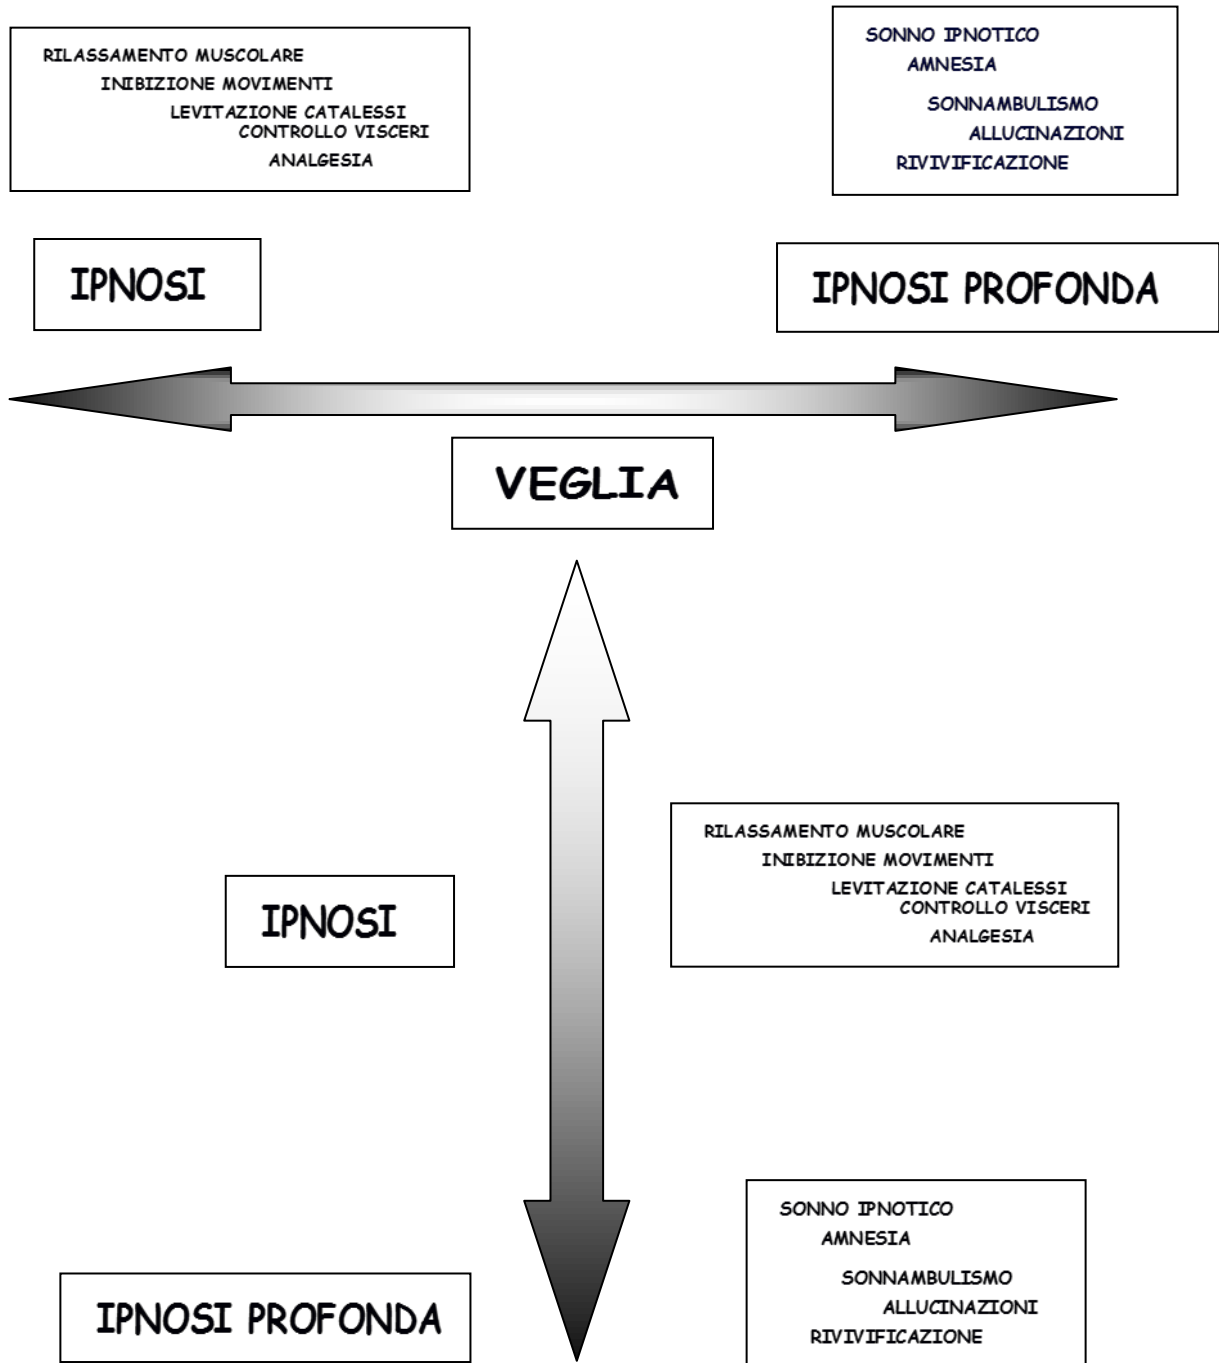 RILASSAMENTO MUSCOLARE
INIBIZIONE MOVIMENTI
LEVITAZIONE CATALESSI
CONTROLLO VISCERI
ANALGESIA
SONNO IPNOTICO
AMNESIA
SONNAMBULISMO
ALLUCINAZIONI
RIVIVIFICAZIONE
IPNOSI
IPNOSI PROFONDA
VEGLIA
RILASSAMENTO MUSCOLARE
INIBIZIONE MOVIMENTI
LEVITAZIONE CATALESSI
CONTROLLO VISCERI
ANALGESIA
IPNOSI
SONNO IPNOTICO
AMNESIA
SONNAMBULISMO
ALLUCINAZIONI
RIVIVIFICAZIONE
IPNOSI PROFONDA